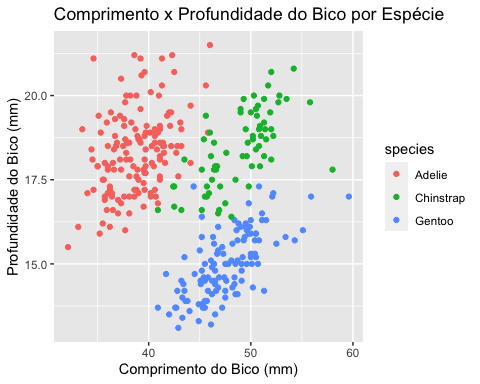 Comprimento x Profundidade do Bico por Espécie
Profundidade do Bico (mm)
20.0
17.5
15.0
40
50
60
Comprimento do Bico (mm)
species
Adelie
Chinstrap
Gentoo